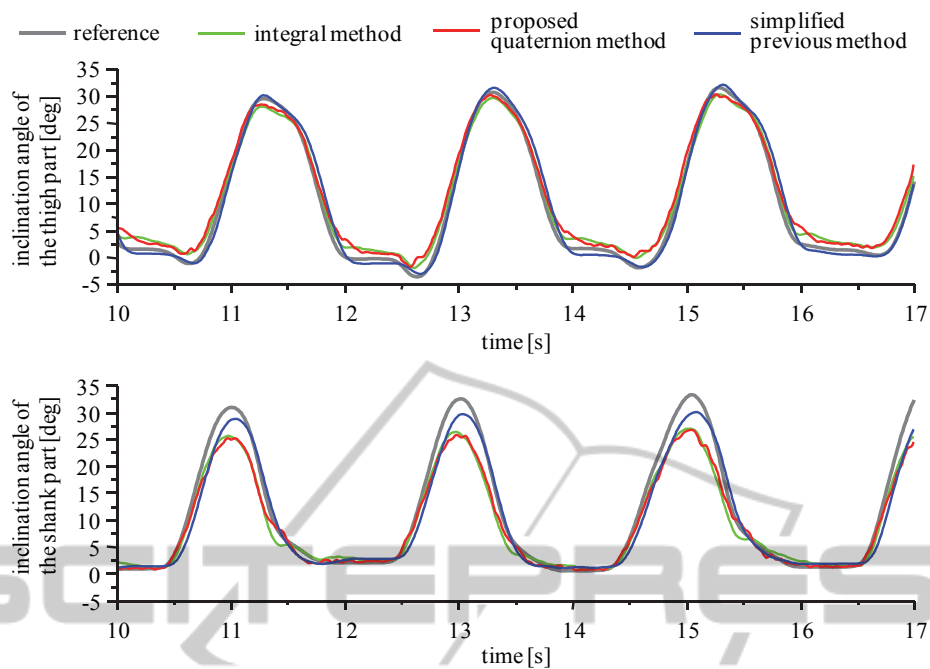 reference
integral method
proposed
quaternion method
simplified
previous method
inclination angle of
the thigh part [deg]
35
30
25
20
15
10
5
0
-5
10 11 12 13 14 15 16 17
time [s]
inclination angle of
the shank part [deg]
35
30
25
20
15
10
5
0
-5
10 11 12 13 14 15 16 17
time [s]
SCITEPRESS